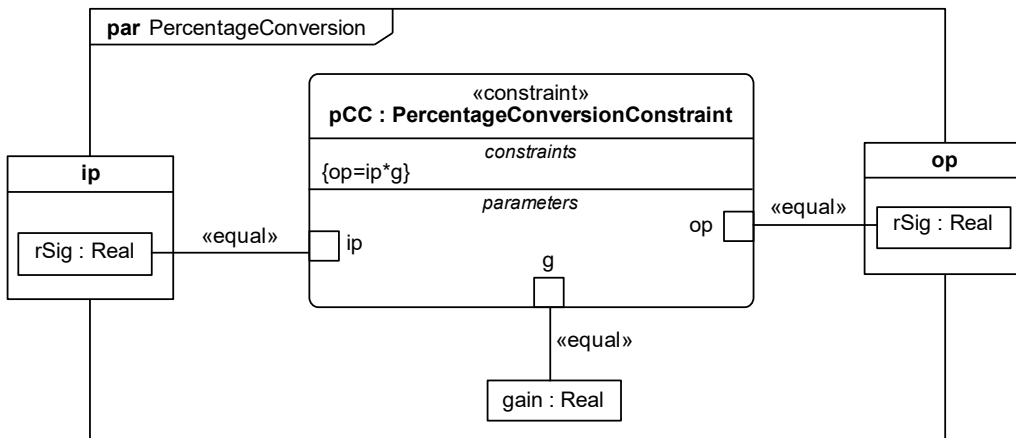 par PercentageConversion
«constraint»
pCC : PercentageConversionConstraint
constraints
{op=ip*g}
parameters
ip
rSig : Real
«equal»
ip
g
op
«equal»
op
rSig : Real
«equal»
gain : Real